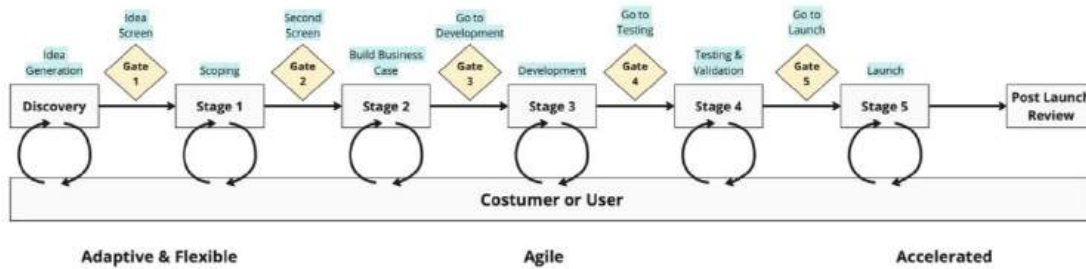 Idea
Generation
Discovery
Idea
Screen
Gate
1
Scoping
Stage 1
Second
Screen
Gate
2
Build Business
Case
Stage 2
Go to
Development
Gate
3
Development
Stage 3
Go to
Testing
Gate
4
Testing &
Validation
Stage 4
Go to
Launch
Gate
5
Launch
Stage 5
Post Launch
Review
Costumer or User
Adaptive & Flexible
Agile
Accelerated